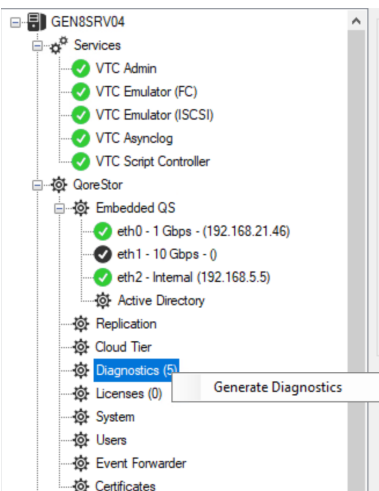 GEN8SRV04
Services
VTC Admin
VTC Emulator (FC)
VTC Emulator (ISCSI)
VTC Asynclog
VTC Script Controller
QoreStor
Embedded QS
eth0 - 1 Gbps - (192.168.21.46)
eth1 - 10 Gbps - ()
eth2 - Internal (192.168.5.5)
Active Directory
Replication
Cloud Tier
Diagnostics (5)
Generate Diagnostics
Licenses (0)
System
Users
Event Forwarder
Certificates